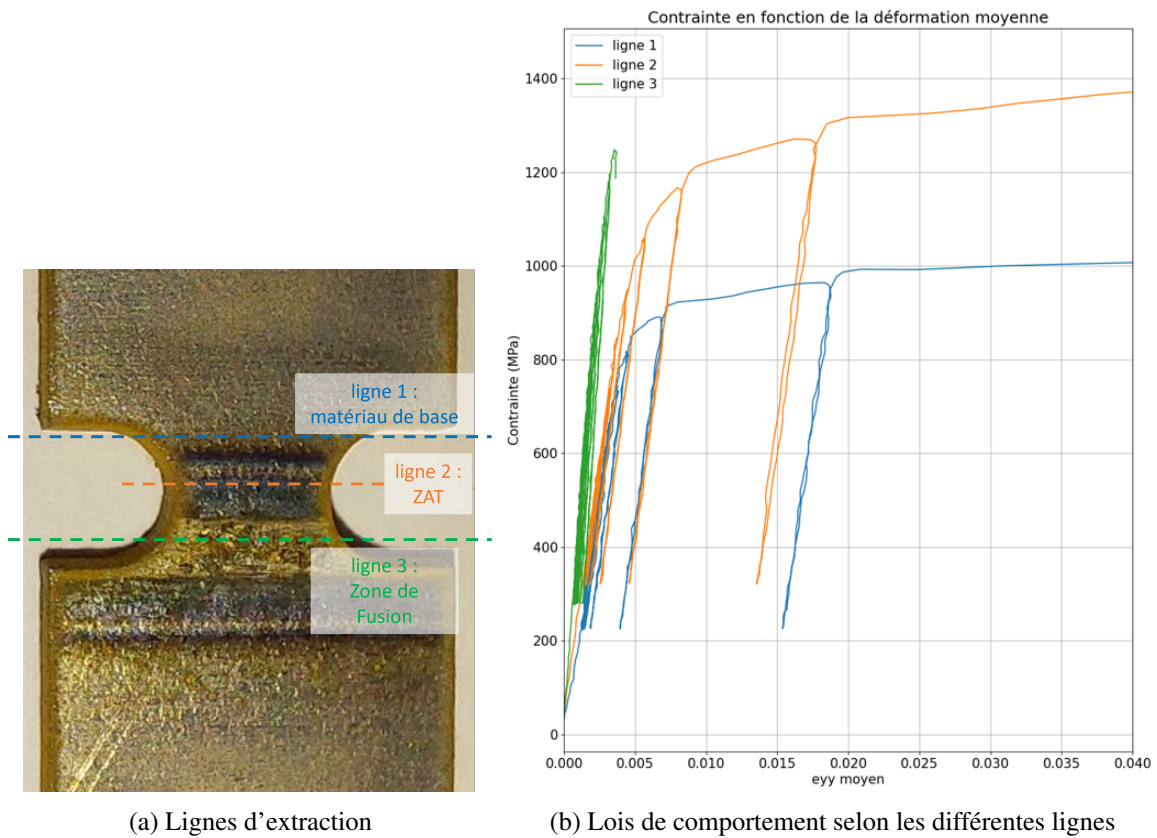 ligne 1 :
matériau de base
ligne 2 :
ZAT
ligne 3 :
Zone de
Fusion
(a) Lignes d'extraction
Contrainte en fonction de la déformation moyenne
ligne 1
ligne 2
ligne 3
Contrainte (MPa)
1400
1200
1000
800
600
400
200
0
0.000 0.005 0.010 0.015 0.020 0.025 0.030 0.035 0.040
eyy moyen
(b) Lois de comportement selon les différentes lignes